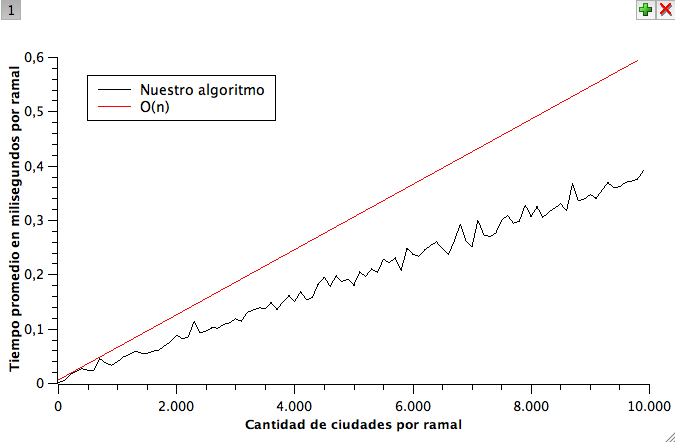 1
Nuestro algoritmo
O(n)
Tiempo promedio en milisegundos por ramal
0,6
0,5
0,4
0,3
0,2
0,1
0
0 2.000 4.000 6.000 8.000 10.000
Cantidad de ciudades por ramal